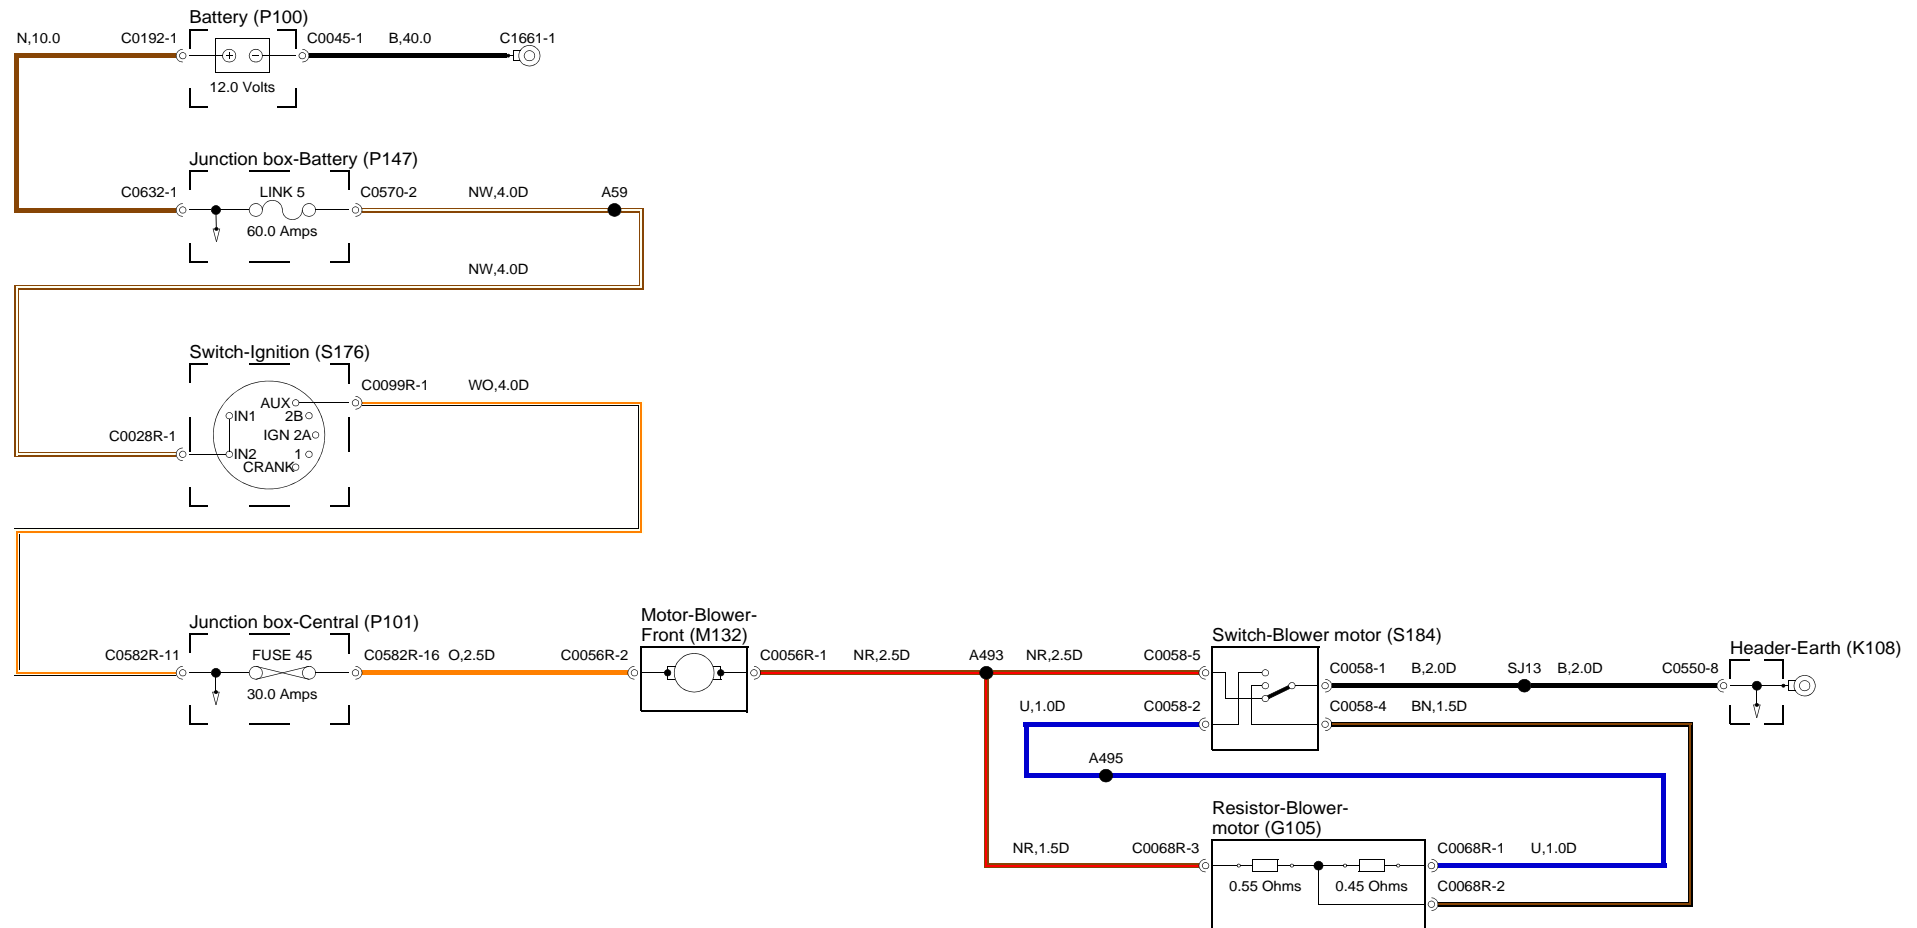 Battery (P100)
N,10.0
C0192-1
C0045-1
B,40.0
C1661-1
12.0 Volts
Junction box-Battery (P147)
C0632-1
LINK 5
C0570-2
NW,4.0D
A59
60.0 Amps
NW,4.0D
Switch-Ignition (S176)
C0099R-1
WO,4.0D
AUX
IN1
2B
IGN 2A
C0028R-1
IN2
1
CRANK
Junction box-Central (P101)
C0582R-11
FUSE 45
C0582R-16
O,2.5D
C0056R-2
30.0 Amps
Motor-Blower-
Front (M132)
C0056R-1
NR,2.5D
A493
NR,2.5D
C0058-5
Switch-Blower motor (S184)
C0058-1
B,2.0D
SJ13
B,2.0D
C0550-8
Header-Earth (K108)
U,1.0D
C0058-2
C0058-4
BN,1.5D
A495
Resistor-Blower-
motor (G105)
NR,1.5D
C0068R-3
C0068R-1
U,1.0D
0.55 Ohms
0.45 Ohms
C0068R-2